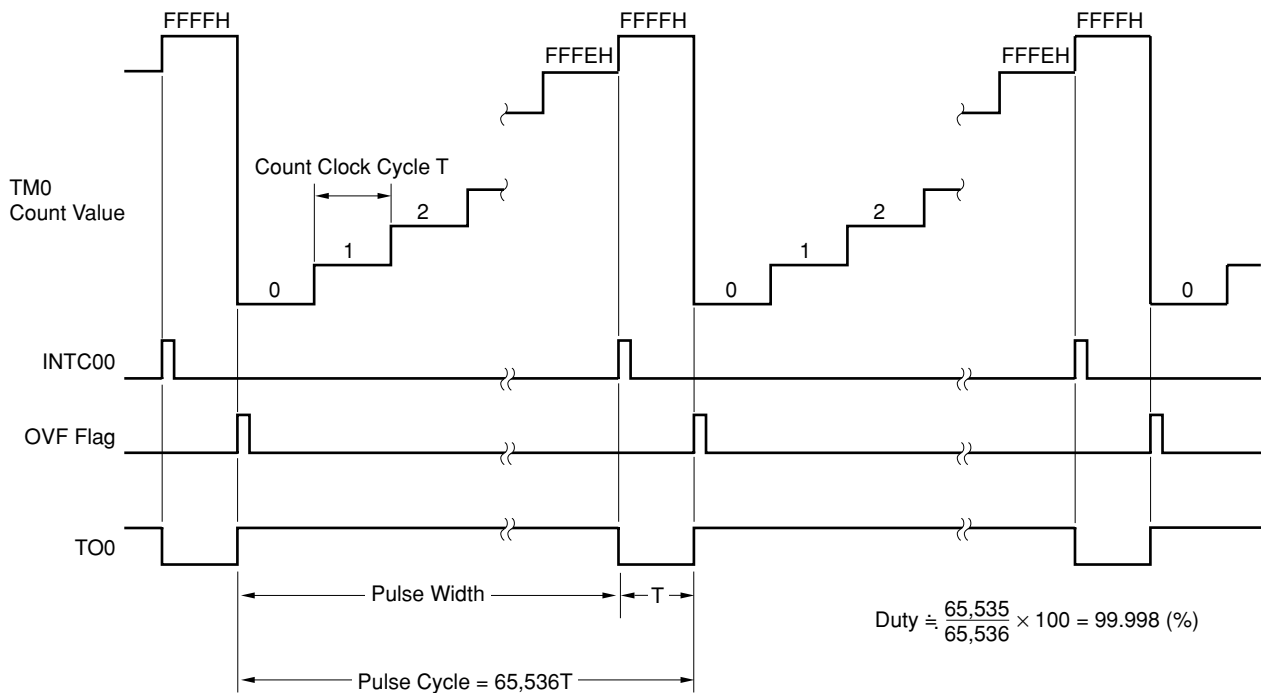 FFFFH FFFFH FFFFH
FFFEH FFFEH
Count Clock Cycle T
TM0
Count Value
0 1 2 0 1 2 0
INTC00
OVF Flag
TO0
Pulse Width T
Duty ≒ 65,535/65,536 × 100 = 99.998 (%)
Pulse Cycle = 65,536T